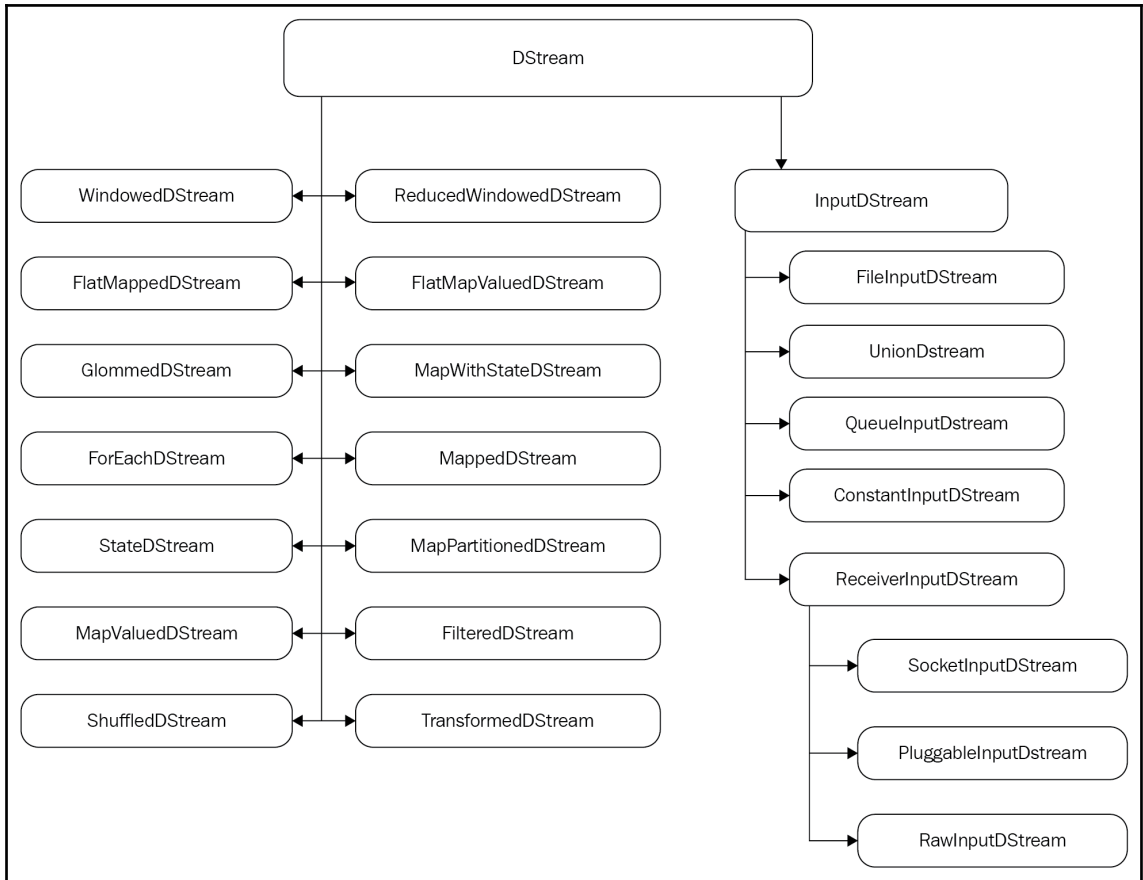 DStream
WindowedDStream
ReducedWindowedDStream
FlatMappedDStream
FlatMapValuedDStream
GlommedDStream
MapWithStateDStream
ForEachDStream
MappedDStream
StateDStream
MapPartitionedDStream
MapValuedDStream
FilteredDStream
ShuffledDStream
TransformedDStream
InputDStream
FileInputDStream
UnionDstream
QueueInputDstream
ConstantInputDStream
ReceiverInputDStream
SocketInputDStream
PluggableInputDstream
RawInputDStream